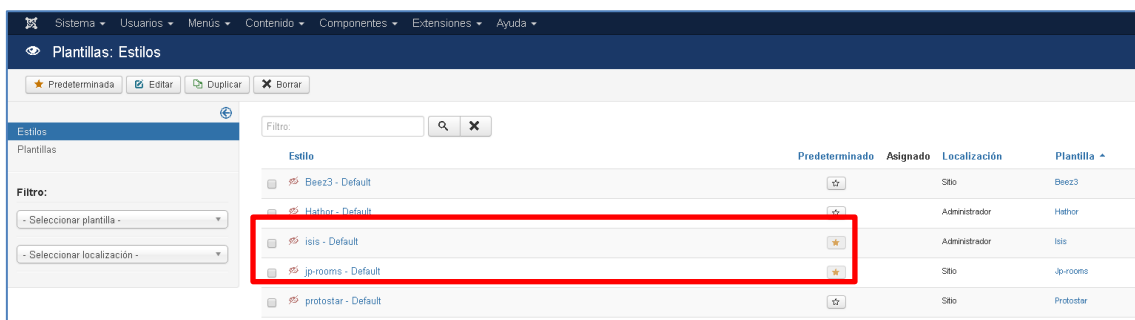 Sistema Usuarios Menús Contenido Componentes Extensiones Ayuda
Plantillas: Estilos
Predeterminada Editar Duplicar Borrar
Estilos
Plantillas
Filtro:
- Seleccionar plantilla -
- Seleccionar localización -
Filtro:
Estilo Predeterminado Asignado Localización Plantilla
Beez3 - Default Sitio Beez3
Hathor - Default Administrador Hathor
isis - Default Administrador Isis
jp-rooms - Default Sitio Jp-rooms
protostar - Default Sitio Protostar